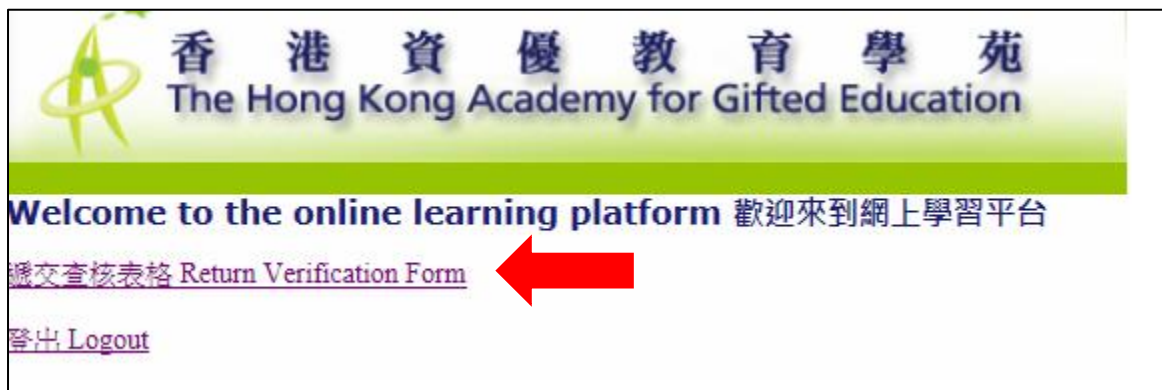 香港資優教育學苑
The Hong Kong Academy for Gifted Education
Welcome to the online learning platform 歡迎來到網上學習平台
遞交查核表格 Return Verification Form
登出 Logout